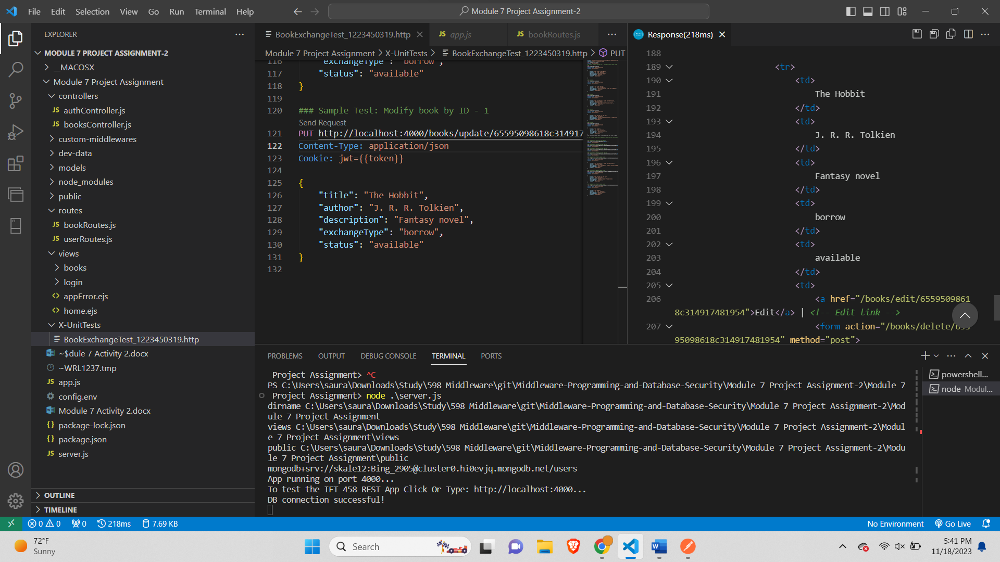 File Edit Selection View Go Run Terminal Help
Module 7 Project Assignment-2
EXPLORER
MODULE 7 PROJECT ASSIGNMENT-2
__MACOSX
Module 7 Project Assignment
controllers
JS authController.js
JS booksController.js
custom-middlewares
dev-data
models
node_modules
public
routes
JS bookRoutes.js
JS userRoutes.js
views
books
login
<> appError.ejs
<> home.ejs
X-UnitTests
BookExchangeTest_1223450319.http
~$dule 7 Activity 2.docx
~WRL1237.tmp
JS app.js
config.env
Module 7 Activity 2.docx
{} package-lock.json
{} package.json
JS server.js
OUTLINE
TIMELINE
BookExchangeTest_1223450319.http
JS app.js
JS bookRoutes.js
Module 7 Project Assignment > X-UnitTests > BookExchangeTest_1223450319.http > PUT
116 "exchangeType": "borrow",
117 "status": "available"
118 }
119
120 ### Sample Test: Modify book by ID - 1
Send Request
121 PUT http://localhost:4000/books/update/65595098618c314917
122 Content-Type: application/json
123 Cookie: jwt={{token}}
124
125 {
126 "title": "The Hobbit",
127 "author": "J. R. R. Tolkien",
128 "description": "Fantasy novel",
129 "exchangeType": "borrow",
130 "status": "available"
131 }
132
Response(218ms)
188
189 <tr>
190 <td>
191 The Hobbit
192 </td>
193 <td>
194 J. R. R. Tolkien
195 </td>
196 <td>
197 Fantasy novel
198 </td>
199 <td>
200 borrow
201 </td>
202 <td>
203 available
204 </td>
205 <td>
206 <a href="/books/edit/6559509861
8c314917481954">Edit</a> | <!-- Edit link -->
207 <form action="/books/delete/655
95098618c314917481954" method="post">
PROBLEMS OUTPUT DEBUG CONSOLE TERMINAL PORTS
Project Assignment> ^C
PS C:\Users\saura\Downloads\Study\598 Middleware\git\Middleware-Programming-and-Database-Security\Module 7 Project Assignment-2\Module 7
Project Assignment> node .\server.js
dirname C:\Users\saura\Downloads\Study\598 Middleware\git\Middleware-Programming-and-Database-Security\Module 7 Project Assignment-2\Mod
ule 7 Project Assignment
views C:\Users\saura\Downloads\Study\598 Middleware\git\Middleware-Programming-and-Database-Security\Module 7 Project Assignment-2\Modul
e 7 Project Assignment\views
public C:\Users\saura\Downloads\Study\598 Middleware\git\Middleware-Programming-and-Database-Security\Module 7 Project Assignment-2\Modu
le 7 Project Assignment\public
mongodb+srv://skale12:Bing_2905@cluster0.hi0evjq.mongodb.net/users
App running on port 4000...
To test the IFT 458 REST App Click Or Type: http://localhost:4000...
DB connection successful!
powershell...
node Modul...
0 0 0 218ms 7.69 KB
No Environment Go Live
72°F
Sunny
Search
5:41 PM
11/18/2023